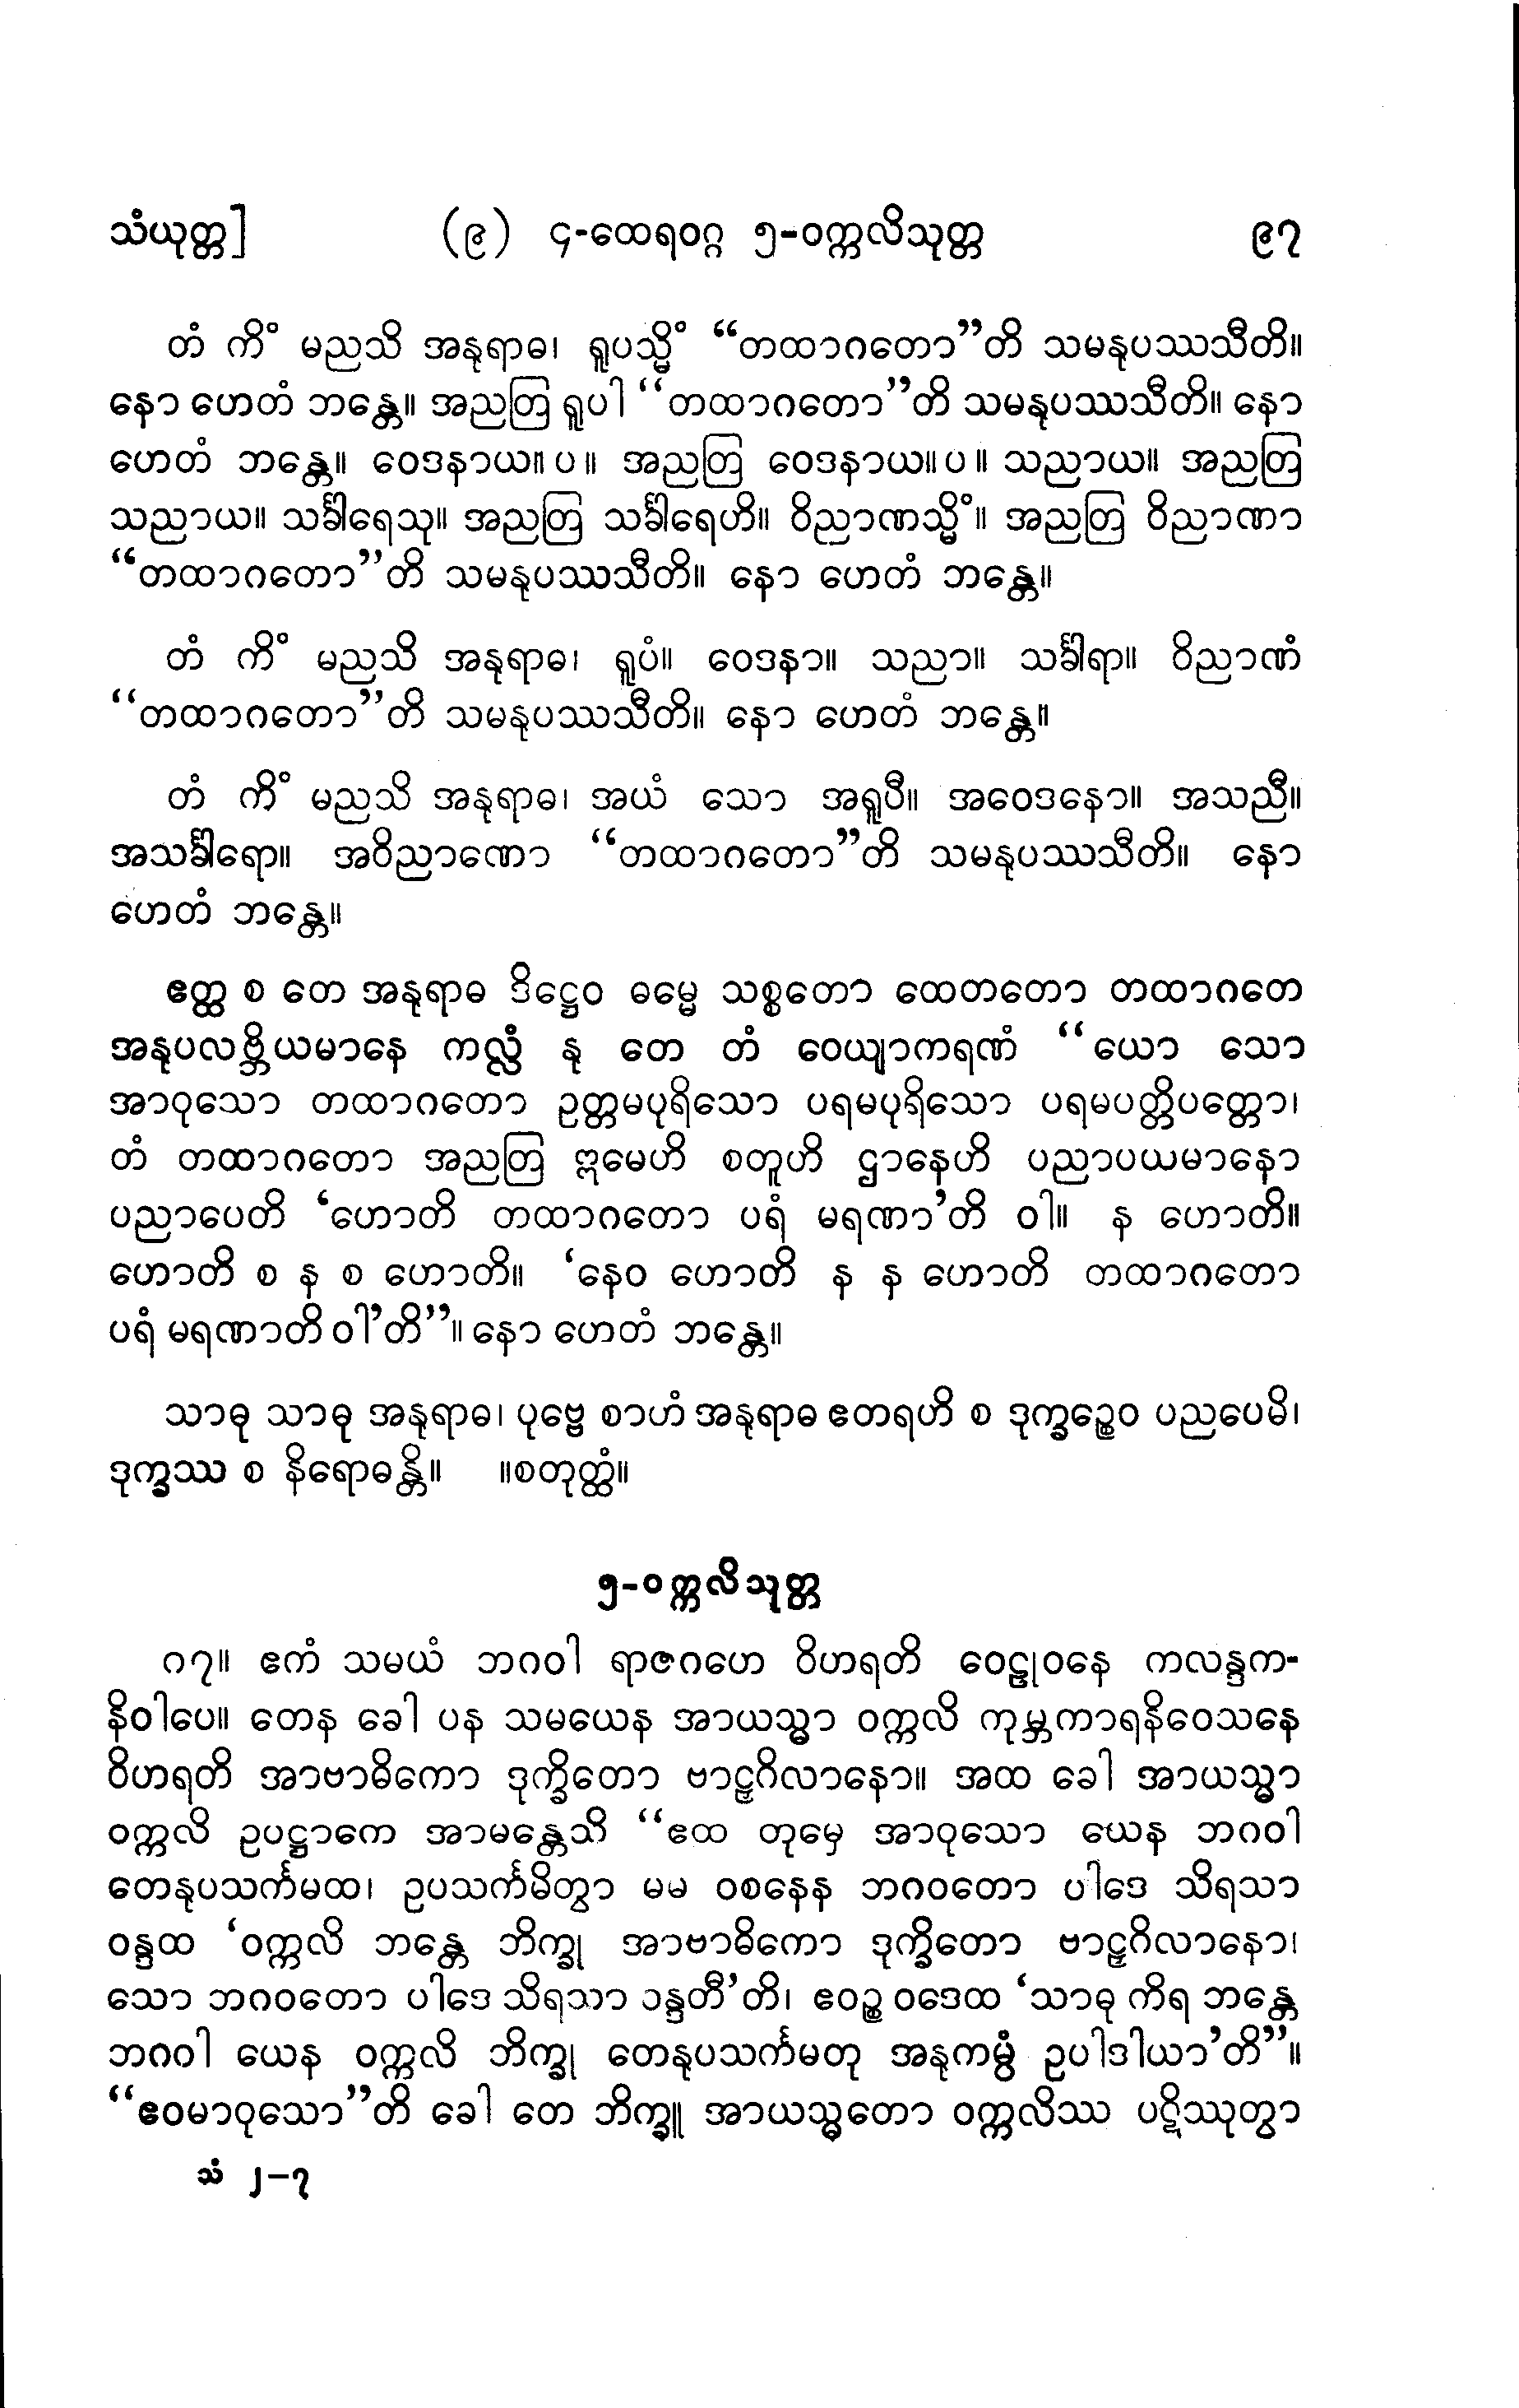 သံယုတ္တ] (၉) ၄-ထေရဝဂ္ဂ ၅-ဝက္ကလိသုတ္တ ၉၇
တံ ကိံ မညသိ အနုရာဓ၊ ရူပသ္မိံ “တထာဂတော”တိ သမနုပဿသီတိ။
နော ဟေတံ ဘန္တေ။ အညတြ ရူပါ “တထာဂတော”တိ သမနုပဿသီတိ။ နော
ဟေတံ ဘန္တေ။ ဝေဒနာယ။ ပ ။ အညတြ ဝေဒနာယ။ ပ ။ သညာယ။ အညတြ
သညာယ။ သင်္ခါရေသု။ အညတြ သင်္ခါရေဟိ။ ဝိညာဏသ္မိံ။ အညတြ ဝိညာဏာ
“တထာဂတော”တိ သမနုပဿသီတိ။ နော ဟေတံ ဘန္တေ။
တံ ကိံ မညသိ အနုရာဓ၊ ရူပံ။ ဝေဒနာ။ သညာ။ သင်္ခါရာ။ ဝိညာဏံ
“တထာဂတော”တိ သမနုပဿသီတိ။ နော ဟေတံ ဘန္တေ။
တံ ကိံ မညသိ အနုရာဓ၊ အယံ သော အရူပီ။ အဝေဒနော။ အသညီ။
အသင်္ခါရော။ အဝိညာဏော “တထာဂတော”တိ သမနုပဿသီတိ။ နော
ဟေတံ ဘန္တေ။
ဧတ္ထ စ တေ အနုရာဓ ဒိဋ္ဌေဝ ဓမ္မေ သစ္စတော ထေတတော တထာဂတေ
အနုပလဗ္ဘိယမာနေ ကလ္လံ နု တေ တံ ဝေယျာကရဏံ “ယော သော
အာဝုသော တထာဂတော ဥတ္တမပုရိသော ပရမပုရိသော ပရမပတ္တိပတ္တော၊
တံ တထာဂတော အညတြ ဣမေဟိ စတူဟိ ဌာနေဟိ ပညာပယမာနော
ပညာပေတိ ‘ဟောတိ တထာဂတော ပရံ မရဏာ’တိ ဝါ။ န ဟောတိ။
ဟောတိ စ န စ ဟောတိ။ ‘နေဝ ဟောတိ န န ဟောတိ တထာဂတော
ပရံ မရဏာတိ ဝါ’တိ”။ နော ဟေတံ ဘန္တေ။
သာဓု သာဓု အနုရာဓ၊ ပုဗ္ဗေ စာဟံ အနုရာဓ ဧတရဟိ စ ဒုက္ခဉ္စေဝ ပညပေမိ၊
ဒုက္ခဿ စ နိရောဓန္တိ။ ။စတုတ္ထံ။
၅-ဝက္ကလိသုတ္တ
၈၇။ ဧကံ သမယံ ဘဂဝါ ရာဇဂဟေ ဝိဟရတိ ဝေဠုဝနေ ကလန္ဒက-
နိဝါပေ။ တေန ခေါ ပန သမယေန အာယသ္မာ ဝက္ကလိ ကုမ္ဘကာရနိဝေသနေ
ဝိဟရတိ အာဗာဓိကော ဒုက္ခိတော ဗာဠှဂိလာနော။ အထ ခေါ အာယသ္မာ
ဝက္ကလိ ဥပဋ္ဌာကေ အာမန္တေသိ “ဧထ တုမှေ အာဝုသော ယေန ဘဂဝါ
တေနုပသင်္ကမထ၊ ဥပသင်္ကမိတွာ မမ ဝစနေန ဘဂဝတော ပါဒေ သိရသာ
ဝန္ဒထ ‘ဝက္ကလိ ဘန္တေ ဘိက္ခု အာဗာဓိကော ဒုက္ခိတော ဗာဠှဂိလာနော၊
သော ဘဂဝတော ပါဒေ သိရသာ ဝန္ဒတီ’တိ၊ ဧဝဉ္စ ဝဒေထ ‘သာဓု ကိရ ဘန္တေ
ဘဂဝါ ယေန ဝက္ကလိ ဘိက္ခု တေနုပသင်္ကမတု အနုကမ္ပံ ဥပါဒါယာ’တိ”။
“ဧဝမာဝုသော”တိ ခေါ တေ ဘိက္ခူ အာယသ္မတော ဝက္ကလိဿ ပဋိဿုတွာ
သံ ၂-၇